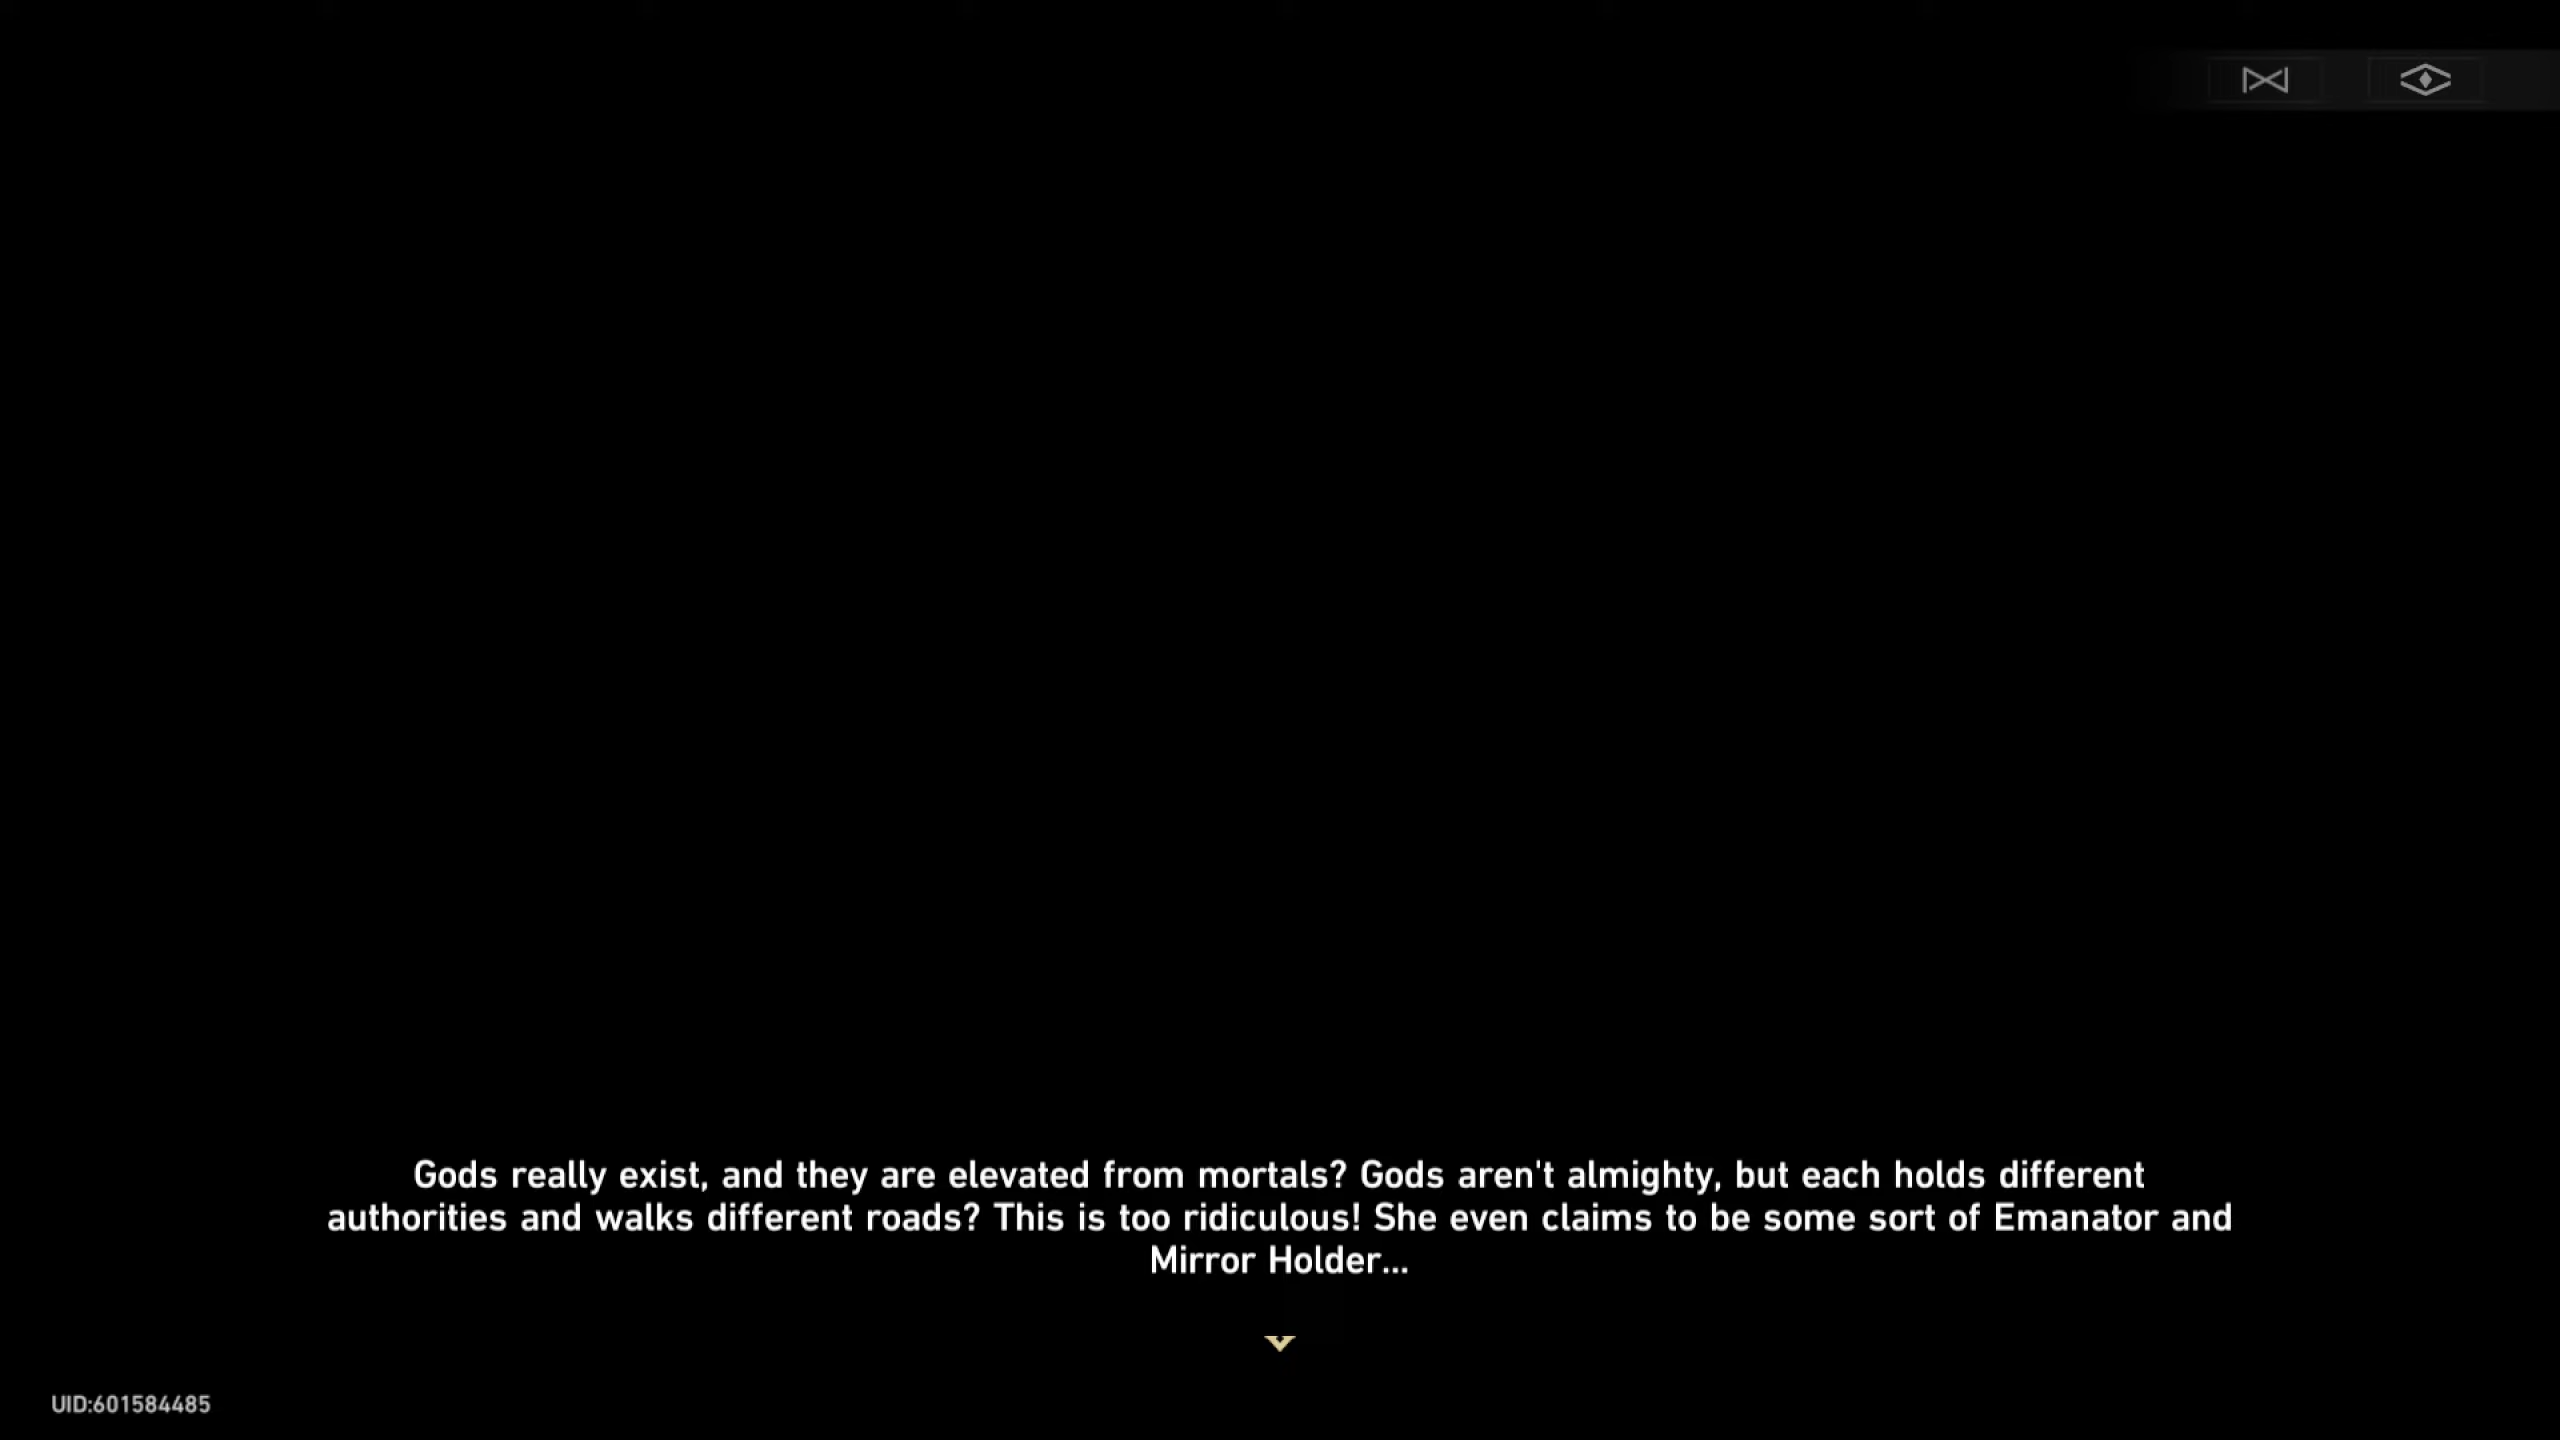 Gods really exist, and they are elevated from mortals? Gods aren't almighty, but each holds different
authorities and walks different roads? This is too ridiculous! She even claims to be some sort of Emanator and
Mirror Holder...
UID:601584485